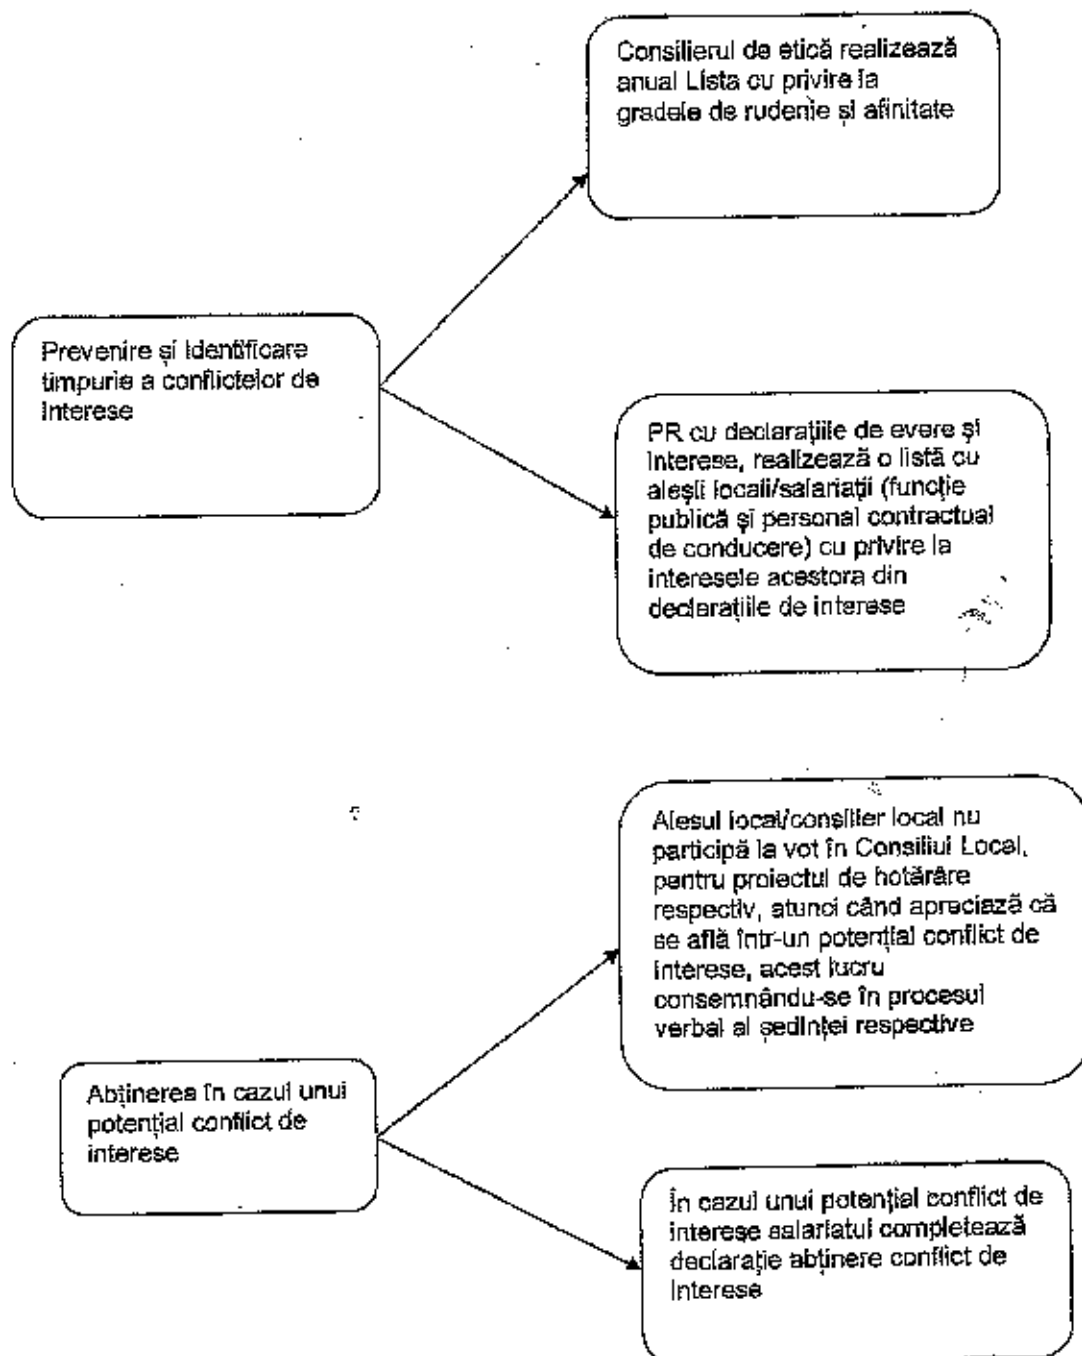 Consilierul de etică realizează
anual Lista cu privire la
gradele de rudenie și afinitate
Prevenire și identificare
timpurie a conflictelor de
interese
PR cu declarațiile de avere și
interese, realizează o listă cu
aleșii locali/salariații (funcție
publică și personal contractual
de conducere) cu privire la
interesele acestora din
declarațiile de interese
Alesul local/consilier local nu
participă la vot în Consiliul Local,
pentru proiectul de hotărâre
respectiv, atunci când apreciază că
se află într-un potențial conflict de
interese, acest lucru
consemnându-se în procesul
verbal al ședinței respective
Abținerea în cazul unui
potențial conflict de
interese
În cazul unui potențial conflict de
interese salariatul completează
declarație abținere conflict de
interese